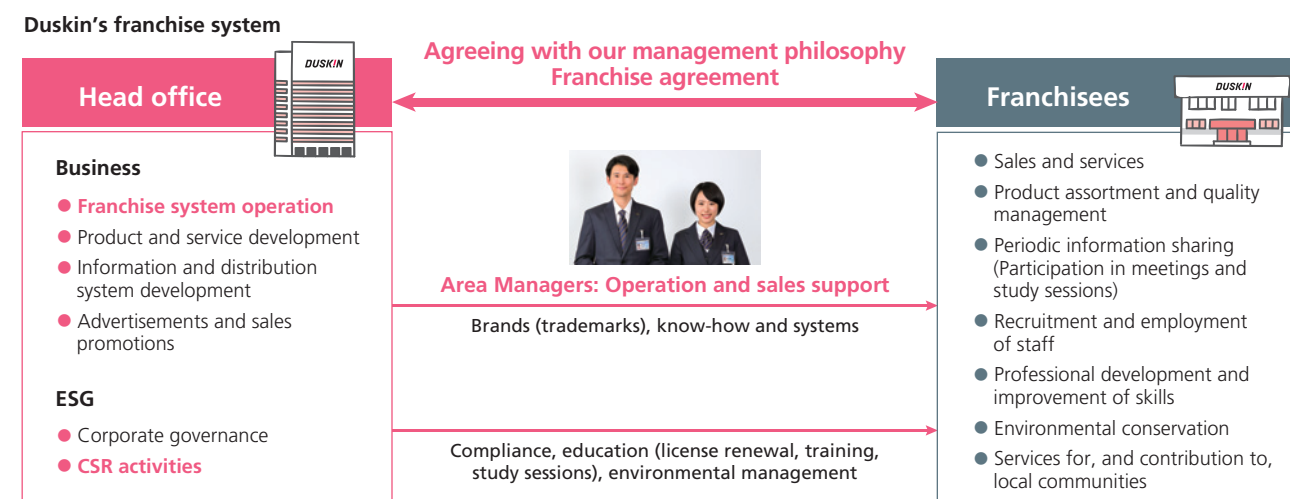 Duskin's franchise system
DUSKIN
Head office
Business
● Franchise system operation
● Product and service development
● Information and distribution
system development
● Advertisements and sales
promotions
ESG
● Corporate governance
● CSR activities
Agreeing with our management philosophy
Franchise agreement
Area Managers: Operation and sales support
Brands (trademarks), know-how and systems
Compliance, education (license renewal, training,
study sessions), environmental management
Franchisees
DUSKIN
● Sales and services
● Product assortment and quality
management
● Periodic information sharing
(Participation in meetings and
study sessions)
● Recruitment and employment
of staff
● Professional development and
improvement of skills
● Environmental conservation
● Services for, and contribution to,
local communities